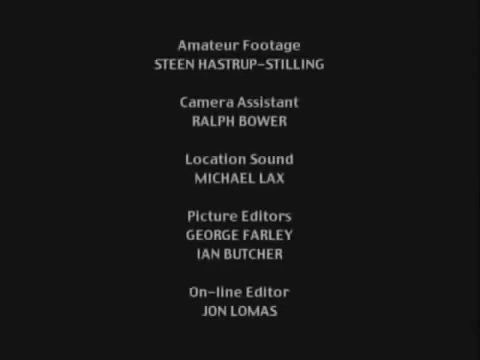 Amateur Footage
STEEN HASTRUP-STILLING
Camera Assistant
RALPH BOWER
Location Sound
MICHAEL LAX
Picture Editors
GEORGE FARLEY
IAN BUTCHER
On-line Editor
JON LOMAS